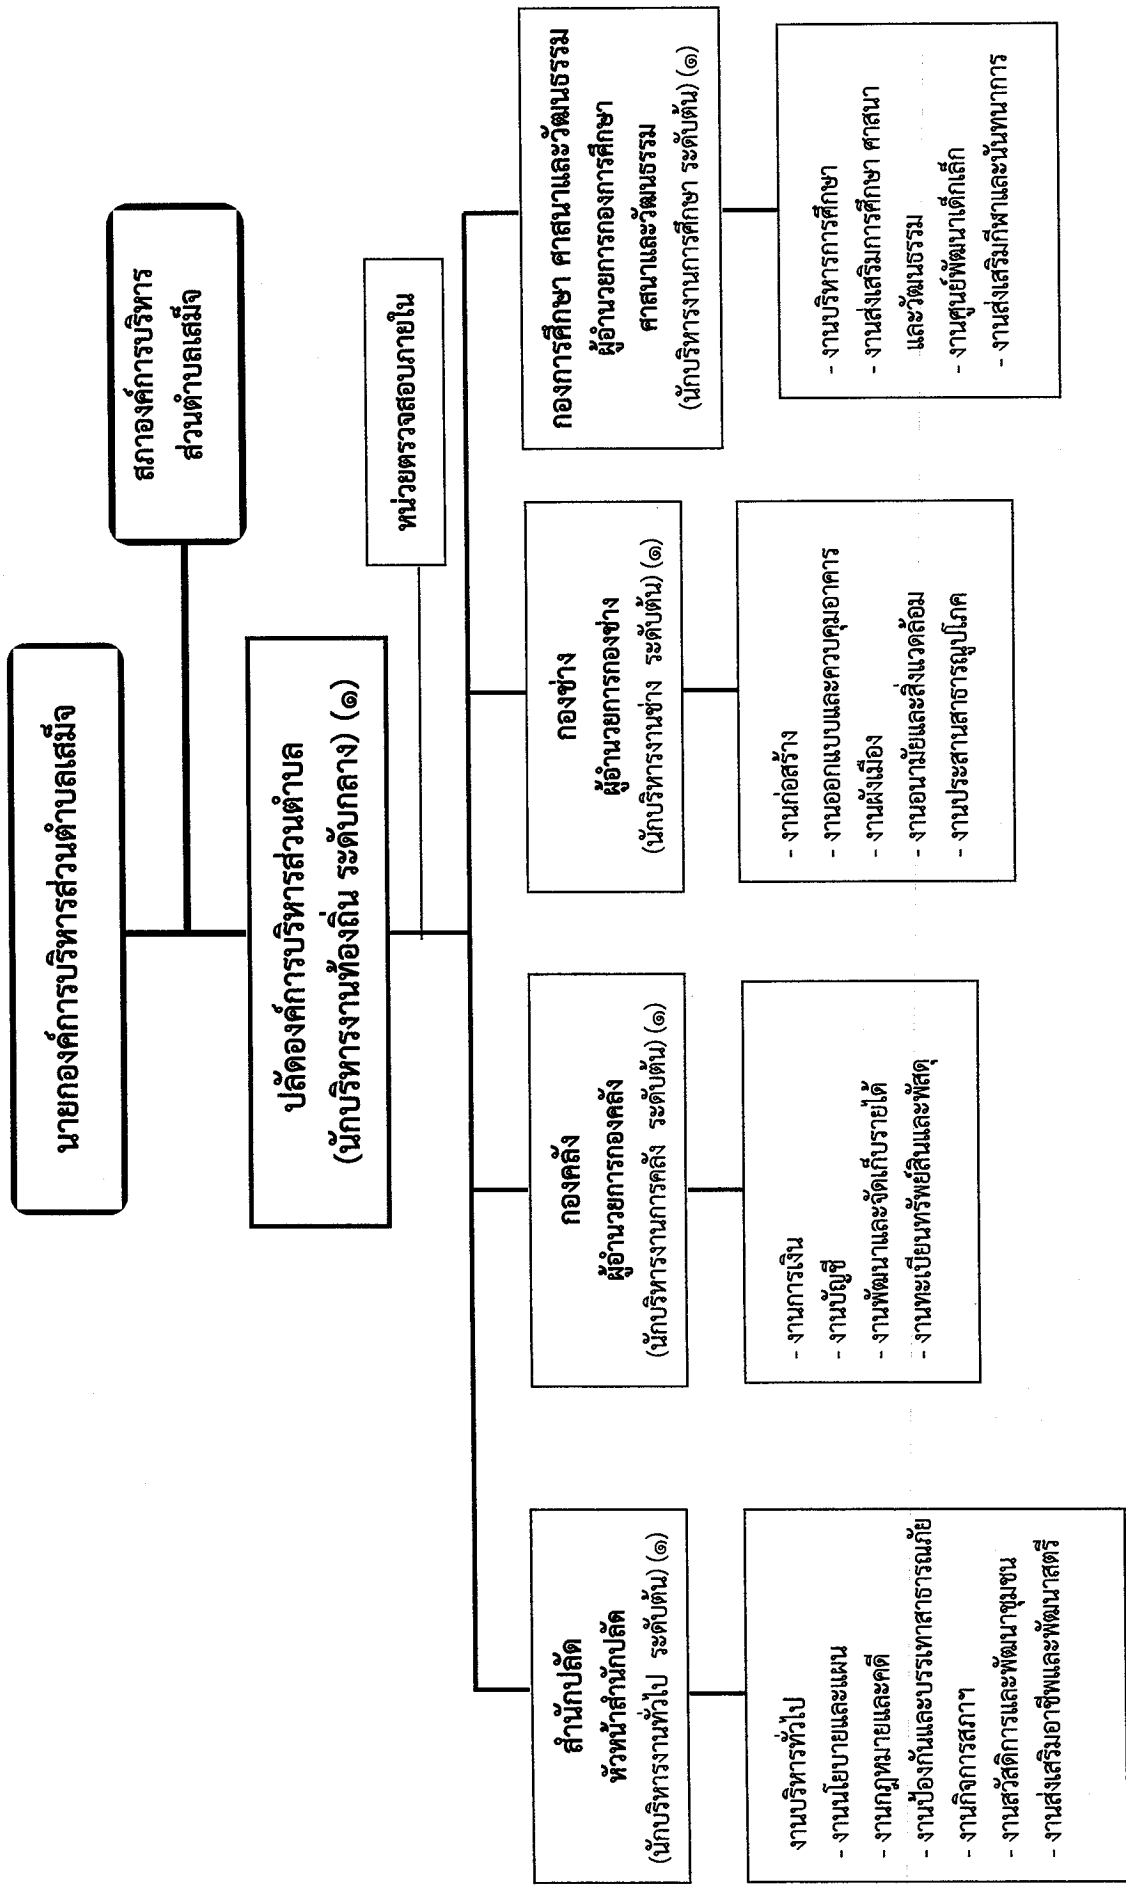 นายกองค์การบริหารส่วนตำบลเสม็จ
สภาองค์การบริหาร
ส่วนตำบลเสม็จ
ปลัดองค์การบริหารส่วนตำบล
(นักบริหารงานท้องถิ่น ระดับกลาง) (๑)
หน่วยตรวจสอบภายใน
สำนักปลัด
หัวหน้าสำนักปลัด
(นักบริหารงานทั่วไป ระดับต้น) (๑)
กองคลัง
ผู้อำนวยการกองคลัง
(นักบริหารงานการคลัง ระดับต้น) (๑)
กองช่าง
ผู้อำนวยการกองช่าง
(นักบริหารงานช่าง ระดับต้น) (๑)
กองการศึกษา ศาสนาและวัฒนธรรม
ผู้อำนวยการกองการศึกษา
ศาสนาและวัฒนธรรม
(นักบริหารงานการศึกษา ระดับต้น) (๑)
งานบริหารทั่วไป
- งานนโยบายและแผน
- งานกฎหมายและคดี
- งานป้องกันและบรรเทาสาธารณภัย
- งานกิจการสภาฯ
- งานสวัสดิการและพัฒนาชุมชน
- งานส่งเสริมอาชีพและพัฒนาสตรี
- งานการเงิน
- งานบัญชี
- งานพัฒนาและจัดเก็บรายได้
- งานทะเบียนทรัพย์สินและพัสดุ
- งานก่อสร้าง
- งานออกแบบและควบคุมอาคาร
- งานผังเมือง
- งานอนามัยและสิ่งแวดล้อม
- งานประสานสาธารณูปโภค
- งานบริหารการศึกษา
- งานส่งเสริมการศึกษา ศาสนา
และวัฒนธรรม
- งานศูนย์พัฒนาเด็กเล็ก
- งานส่งเสริมกีฬาและนันทนาการ